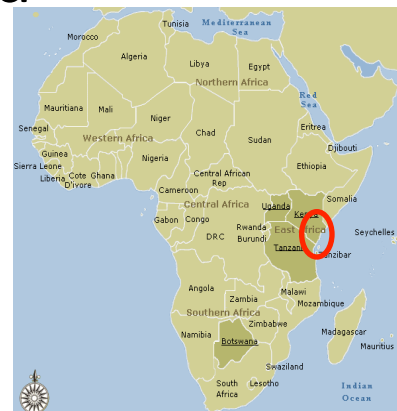 Tunisia
Mediterranean
Sea
Morocco
Algeria
Libya
Egypt
Northern Africa
Red
Sea
Mauritiana
Mali
Niger
Chad
Sudan
Eritrea
Senegal
Western Africa
Djibouti
Guinea
Nigeria
Ethiopia
Sierra Leone
Liberia
Cote
D'ivore
Ghana
Central African
Rep
Cameroon
Somalia
Uganda
Kenya
Central Africa
Gabon
Congo
Rwanda
East Africa
Seychelles
DRC
Burundi
Tanzania
Zanzibar
Angola
Malawi
Zambia
Mozambique
Southern Africa
Zimbabwe
Namibia
Botswana
Madagascar
Mauritius
Swaziland
South
Africa
Lesotho
Indian
Ocean